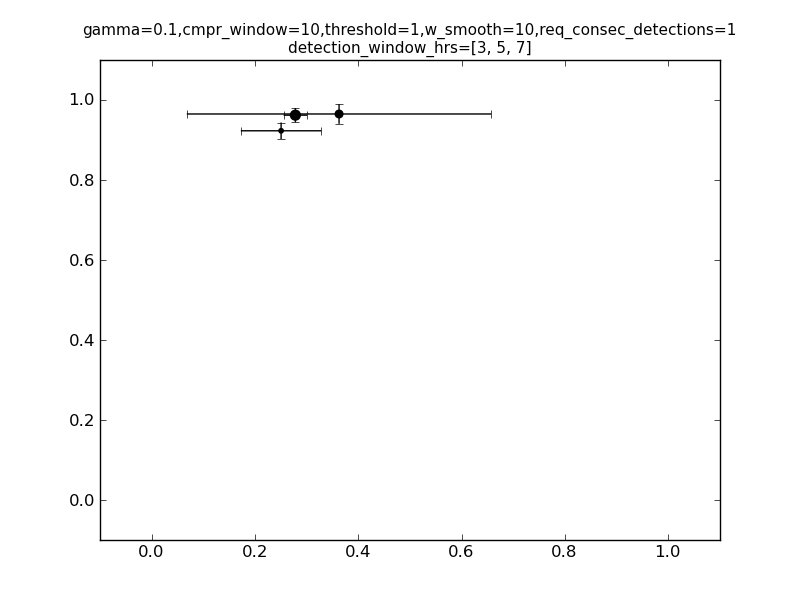 gamma=0.1,cmpr_window=10,threshold=1,w_smooth=10,req_consec_detections=1
detection_window_hrs=[3, 5, 7]
1.0
0.8
0.6
0.4
0.2
0.0
0.0 0.2 0.4 0.6 0.8 1.0